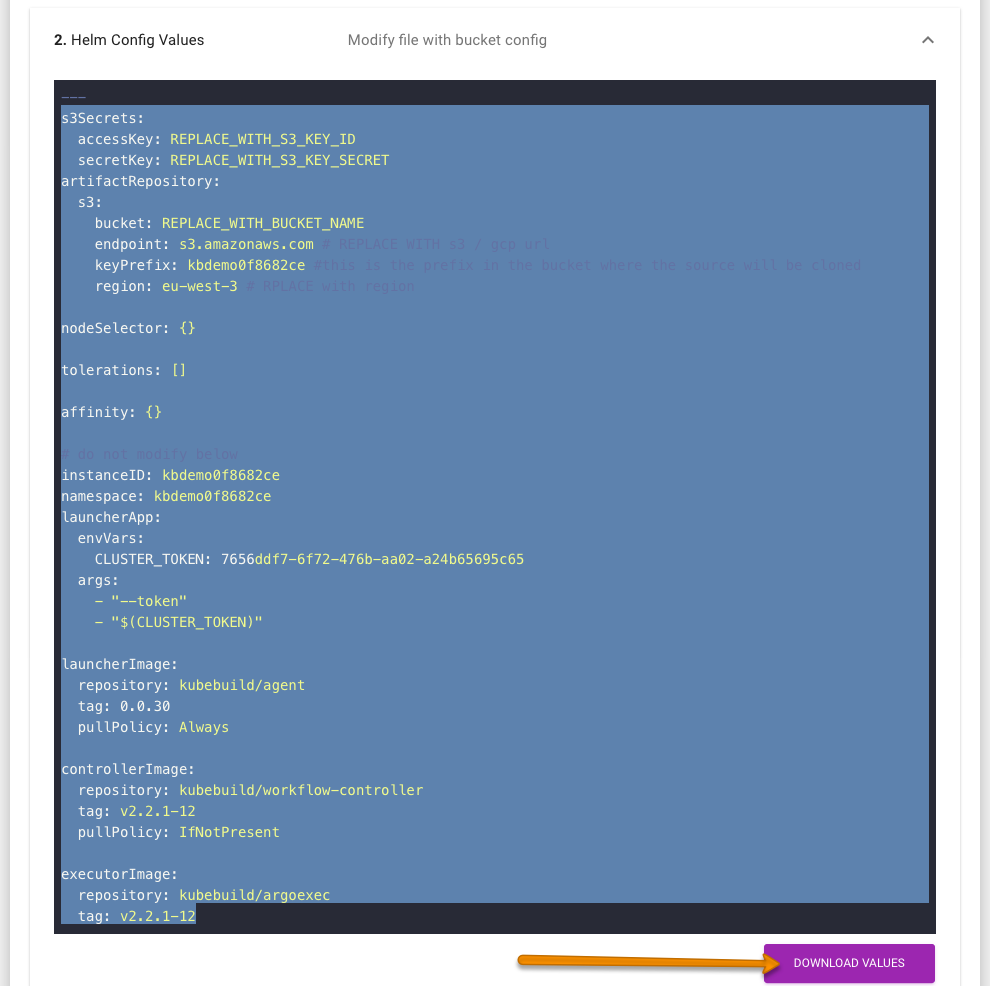 2. Helm Config Values Modify file with bucket config
---
s3Secrets:
  accessKey: REPLACE_WITH_S3_KEY_ID
  secretKey: REPLACE_WITH_S3_KEY_SECRET
artifactRepository:
  s3:
    bucket: REPLACE_WITH_BUCKET_NAME
    endpoint: s3.amazonaws.com # REPLACE WITH s3 / gcp url
    keyPrefix: kbdemo0f8682ce #this is the prefix in the bucket where the source will be cloned
    region: eu-west-3 # RPLACE with region
nodeSelector: {}
tolerations: []
affinity: {}
# do not modify below
instanceID: kbdemo0f8682ce
namespace: kbdemo0f8682ce
launcherApp:
  envVars:
    CLUSTER_TOKEN: 7656ddf7-6f72-476b-aa02-a24b65695c65
  args:
    - "--token"
    - "$(CLUSTER_TOKEN)"
launcherImage:
  repository: kubebuild/agent
  tag: 0.0.30
  pullPolicy: Always
controllerImage:
  repository: kubebuild/workflow-controller
  tag: v2.2.1-12
  pullPolicy: IfNotPresent
executorImage:
  repository: kubebuild/argoexec
  tag: v2.2.1-12
DOWNLOAD VALUES